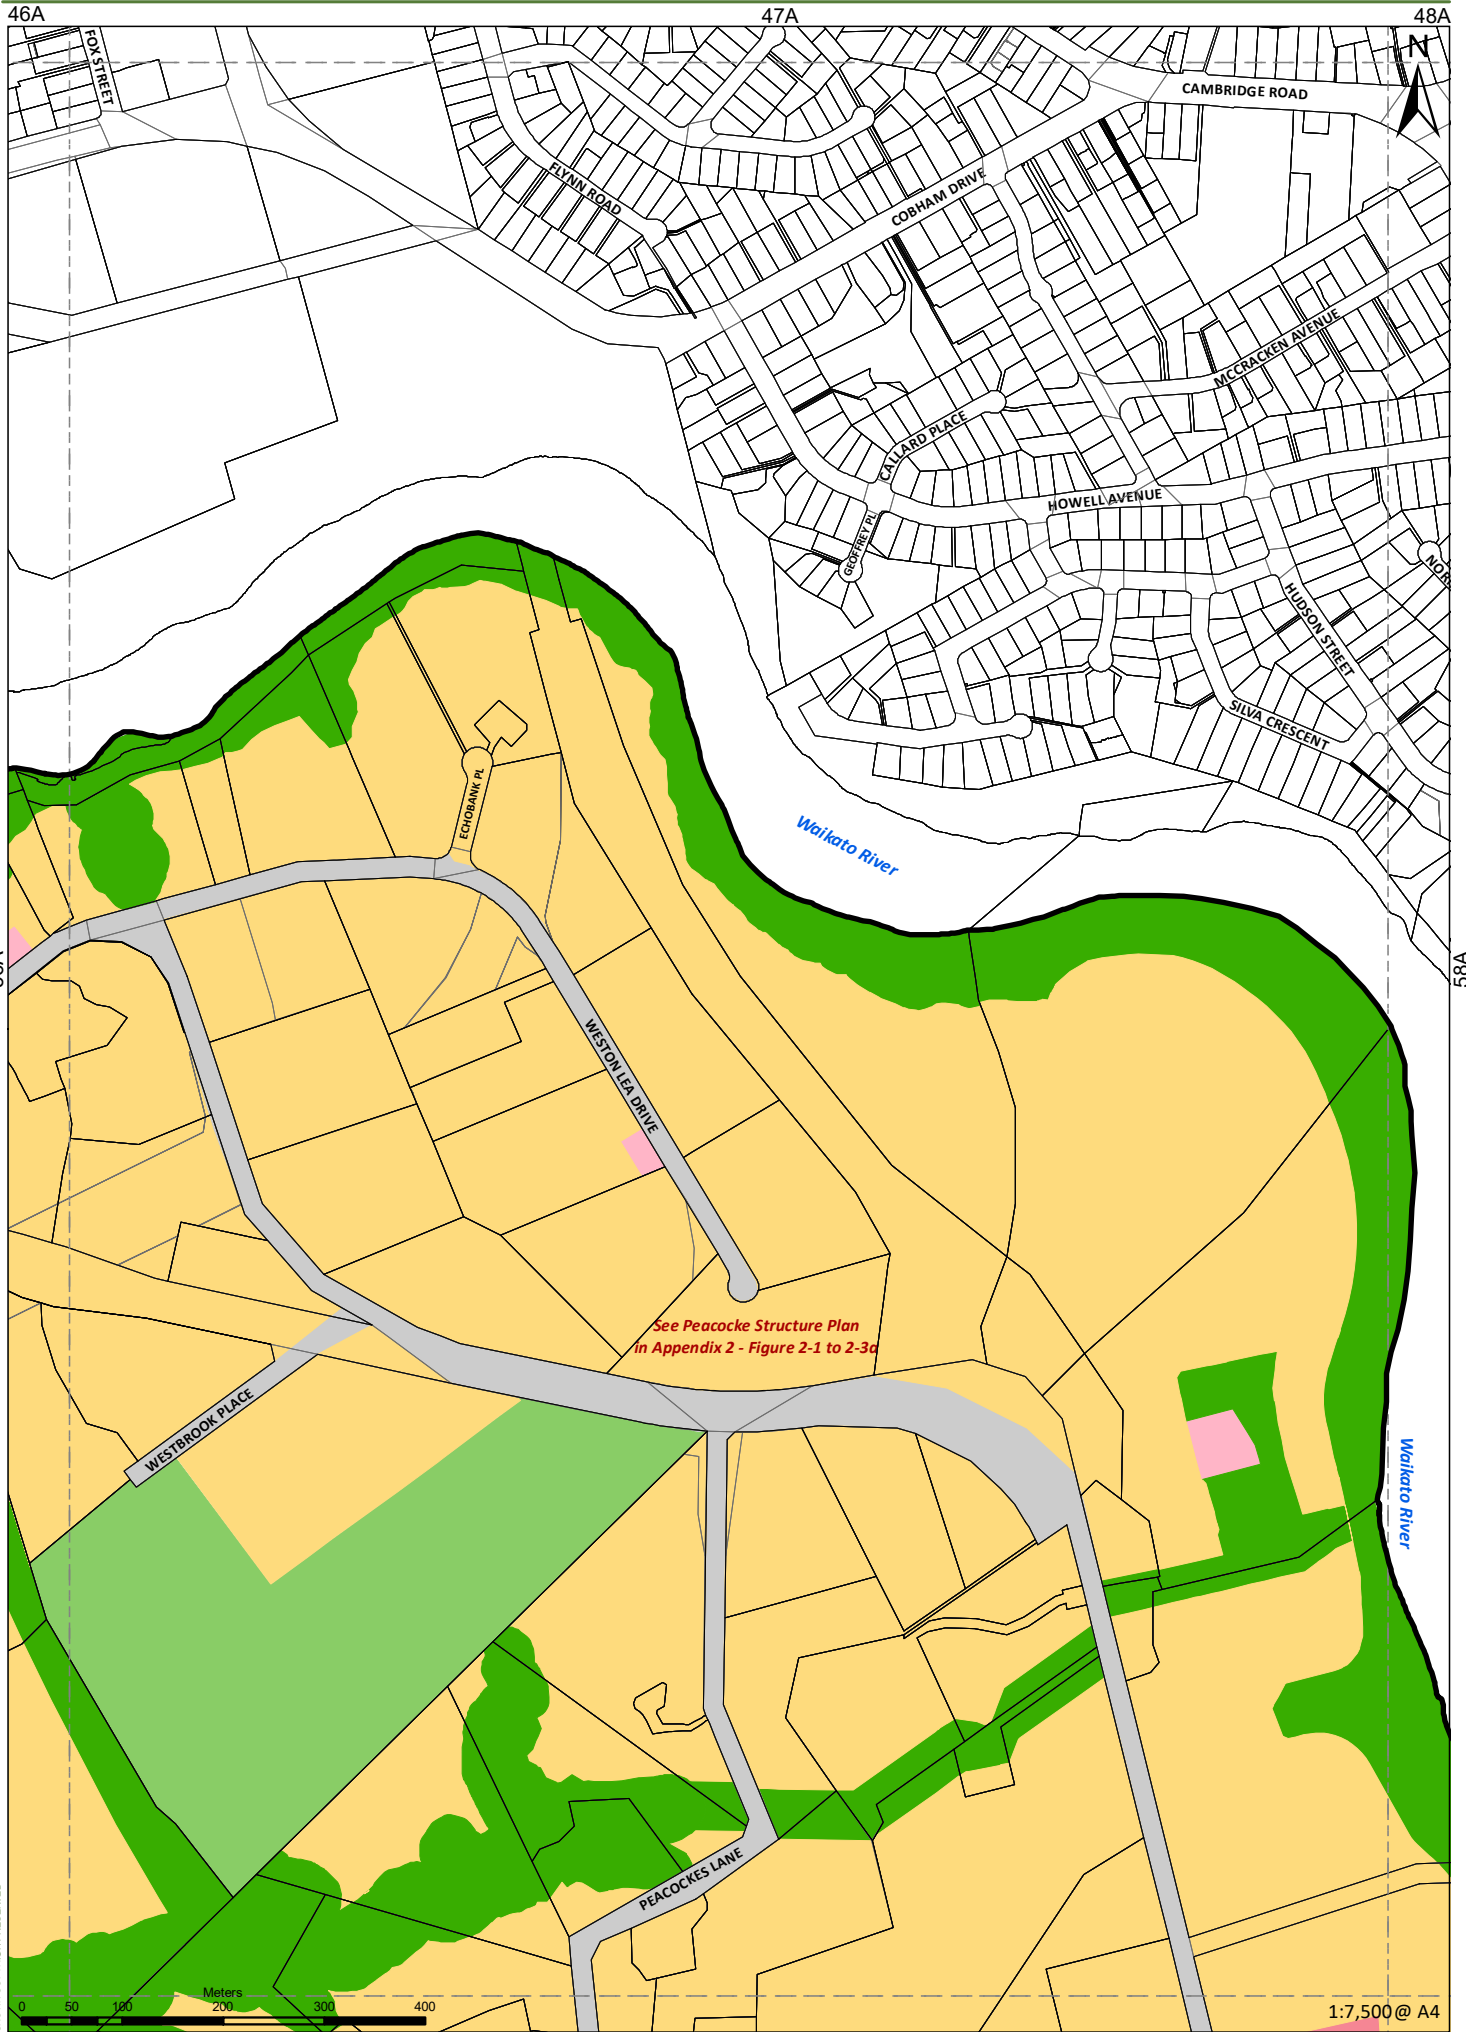 46A
47A
48A
N
FOX STREET
CAMBRIDGE ROAD
FLYNN ROAD
COBHAM DRIVE
MCCRACKEN AVENUE
CALLARD PLACE
HOWELL AVENUE
GEOFFREY PL
HUDSON STREET
SILVA CRESCENT
ECHOBANK PL
Waikato River
58A
WESTON LEA DRIVE
See Peacocke Structure Plan
in Appendix 2 - Figure 2-1 to 2-3a
WESTBROOK PLACE
Waikato River
PEACOCKES LANE
Meters
0 50 100 200 300 400
1:7,500 @ A4